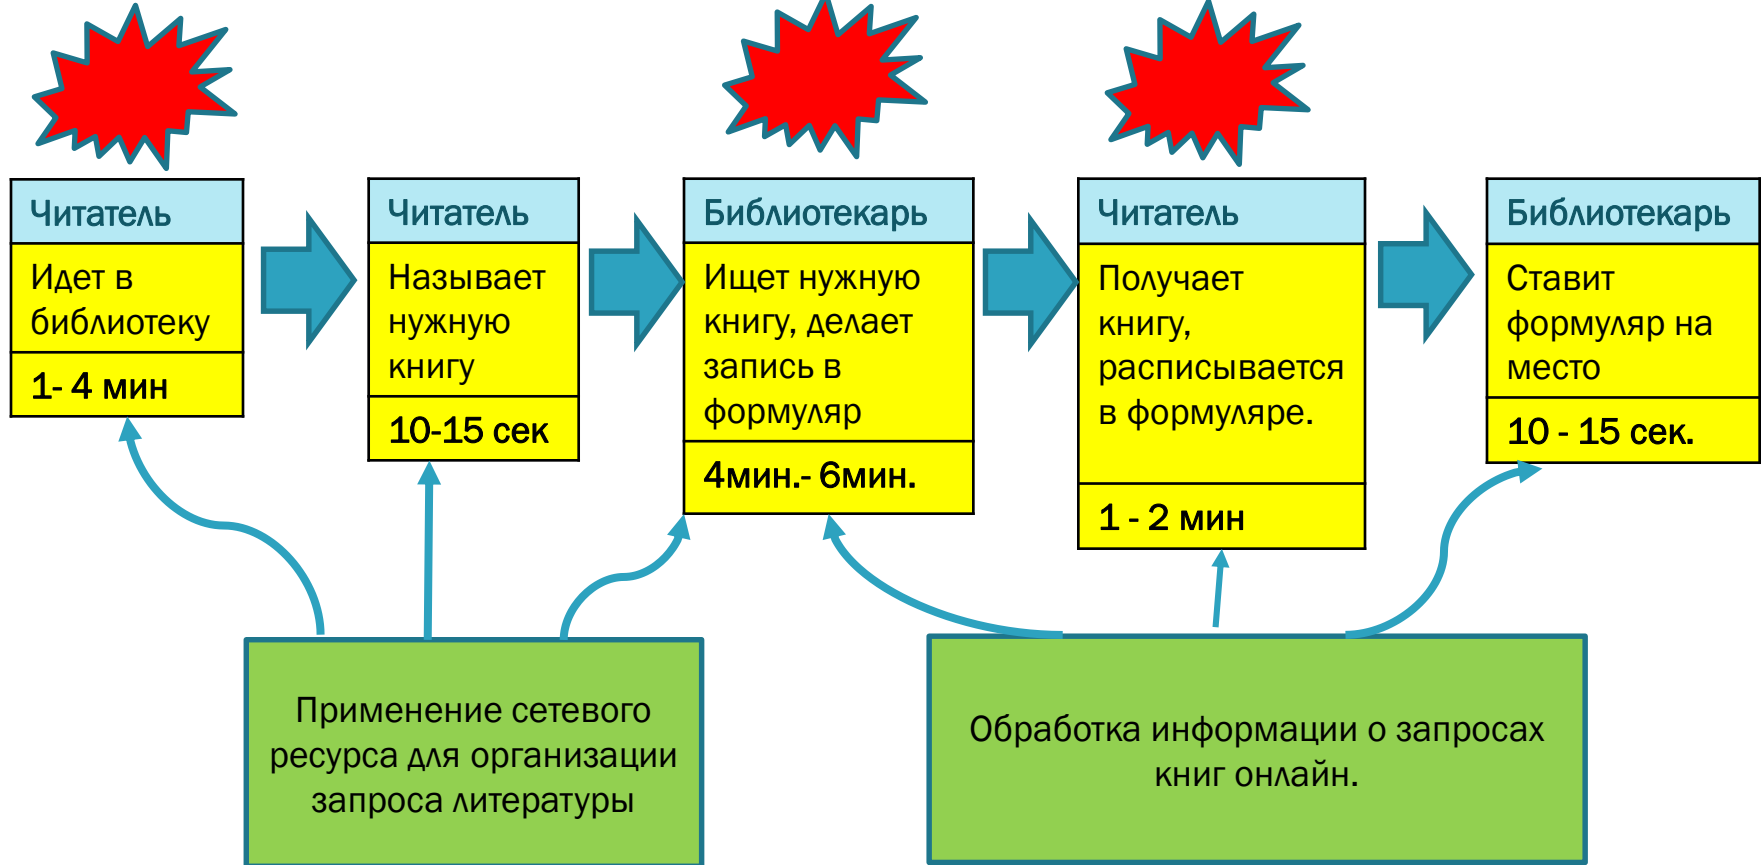 Читатель
Идет в
библиотеку
1- 4 мин
Читатель
Называет
нужную
книгу
10-15 сек
Библиотекарь
Ищет нужную
книгу, делает
запись в
формуляр
4мин.- 6мин.
Читатель
Получает
книгу,
расписывается
в формуляре.
1 - 2 мин
Библиотекарь
Ставит
формуляр на
место
10 - 15 сек.
Применение сетевого
ресурса для организации
запроса литературы
Обработка информации о запросах
книг онлайн.